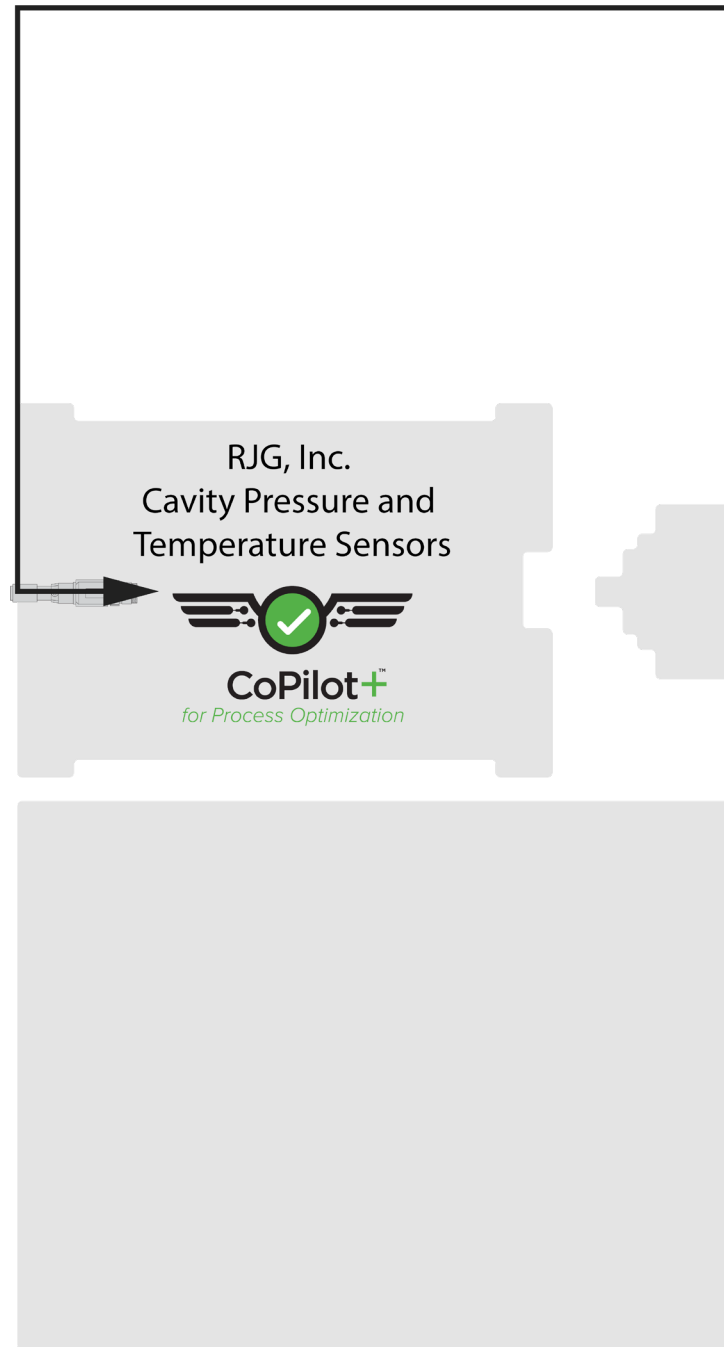 RJG, Inc.
Cavity Pressure and
Temperature Sensors
CoPilot+™
for Process Optimization